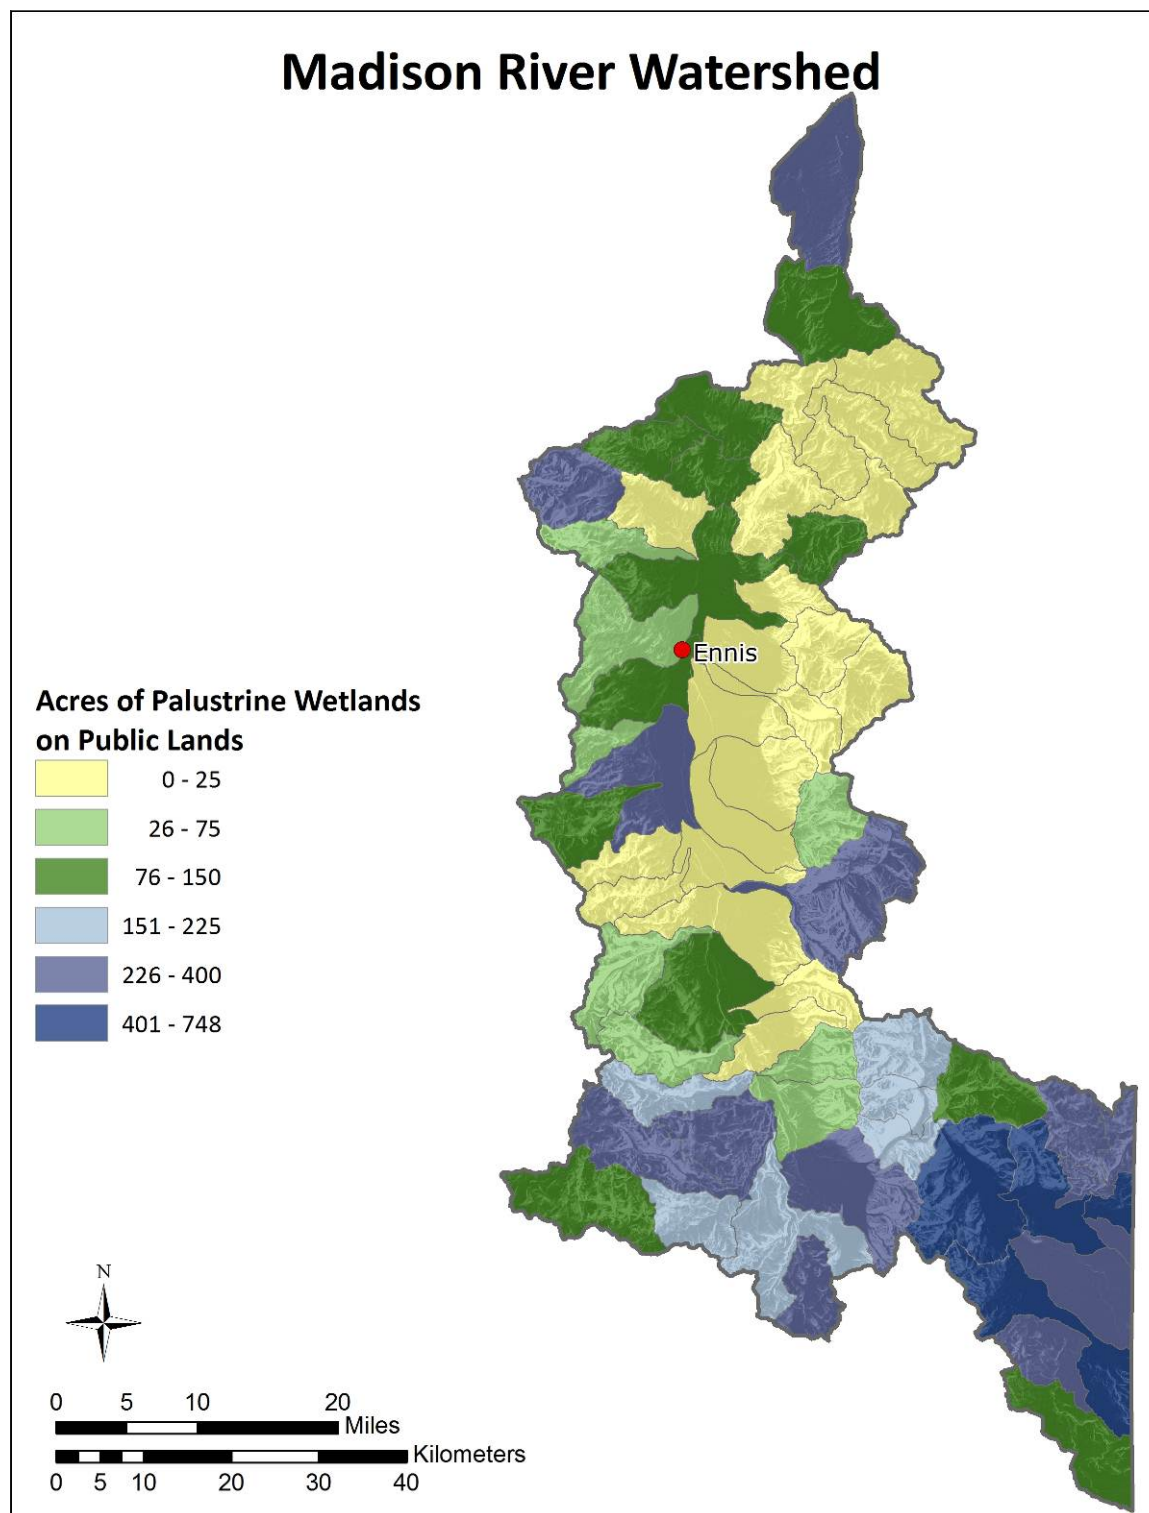 Madison River Watershed
Ennis
Acres of Palustrine Wetlands
on Public Lands
0 - 25
26 - 75
76 - 150
151 - 225
226 - 400
401 - 748
N
0 5 10 20
Miles
Kilometers
0 5 10 20 30 40